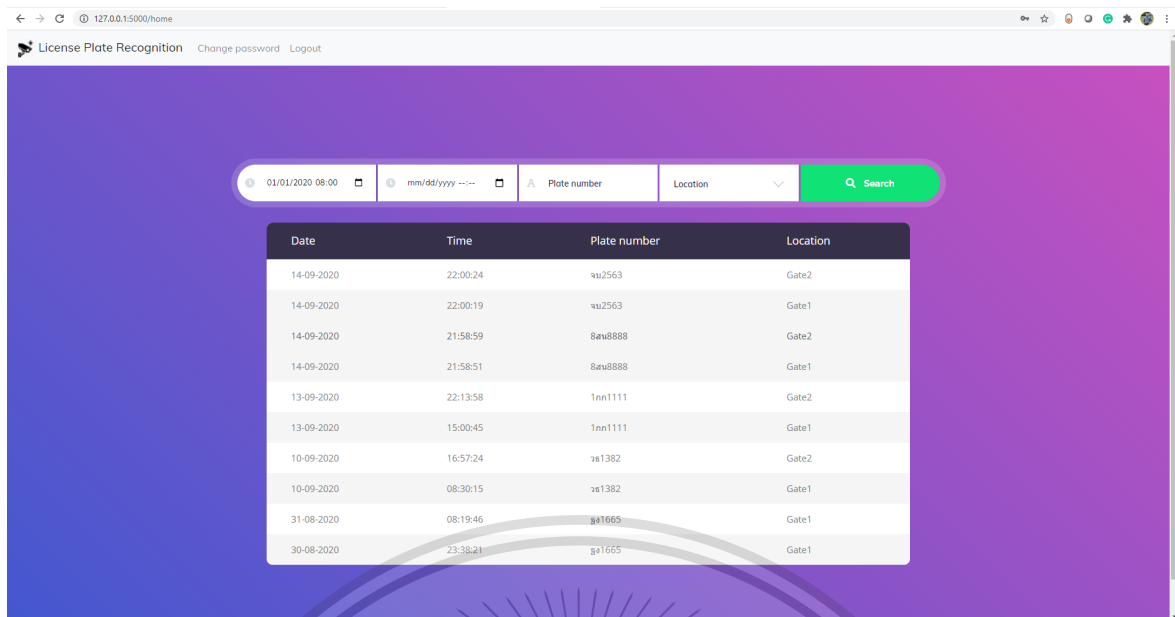 127.0.0.1:5000/home
License Plate Recognition Change password Logout
01/01/2020 08:00 mm/dd/yyyy --:-- A Plate number Location Search
Date Time Plate number Location
14-09-2020 22:00:24 จบ2563 Gate2
14-09-2020 22:00:19 จบ2563 Gate1
14-09-2020 21:58:59 8สน8888 Gate2
14-09-2020 21:58:51 8สน8888 Gate1
13-09-2020 22:13:58 1กก1111 Gate2
13-09-2020 15:00:45 1กก1111 Gate1
10-09-2020 16:57:24 วธ1382 Gate2
10-09-2020 08:30:15 วธ1382 Gate1
31-08-2020 08:19:46 Gate1
30-08-2020 23:38:21 Gate1